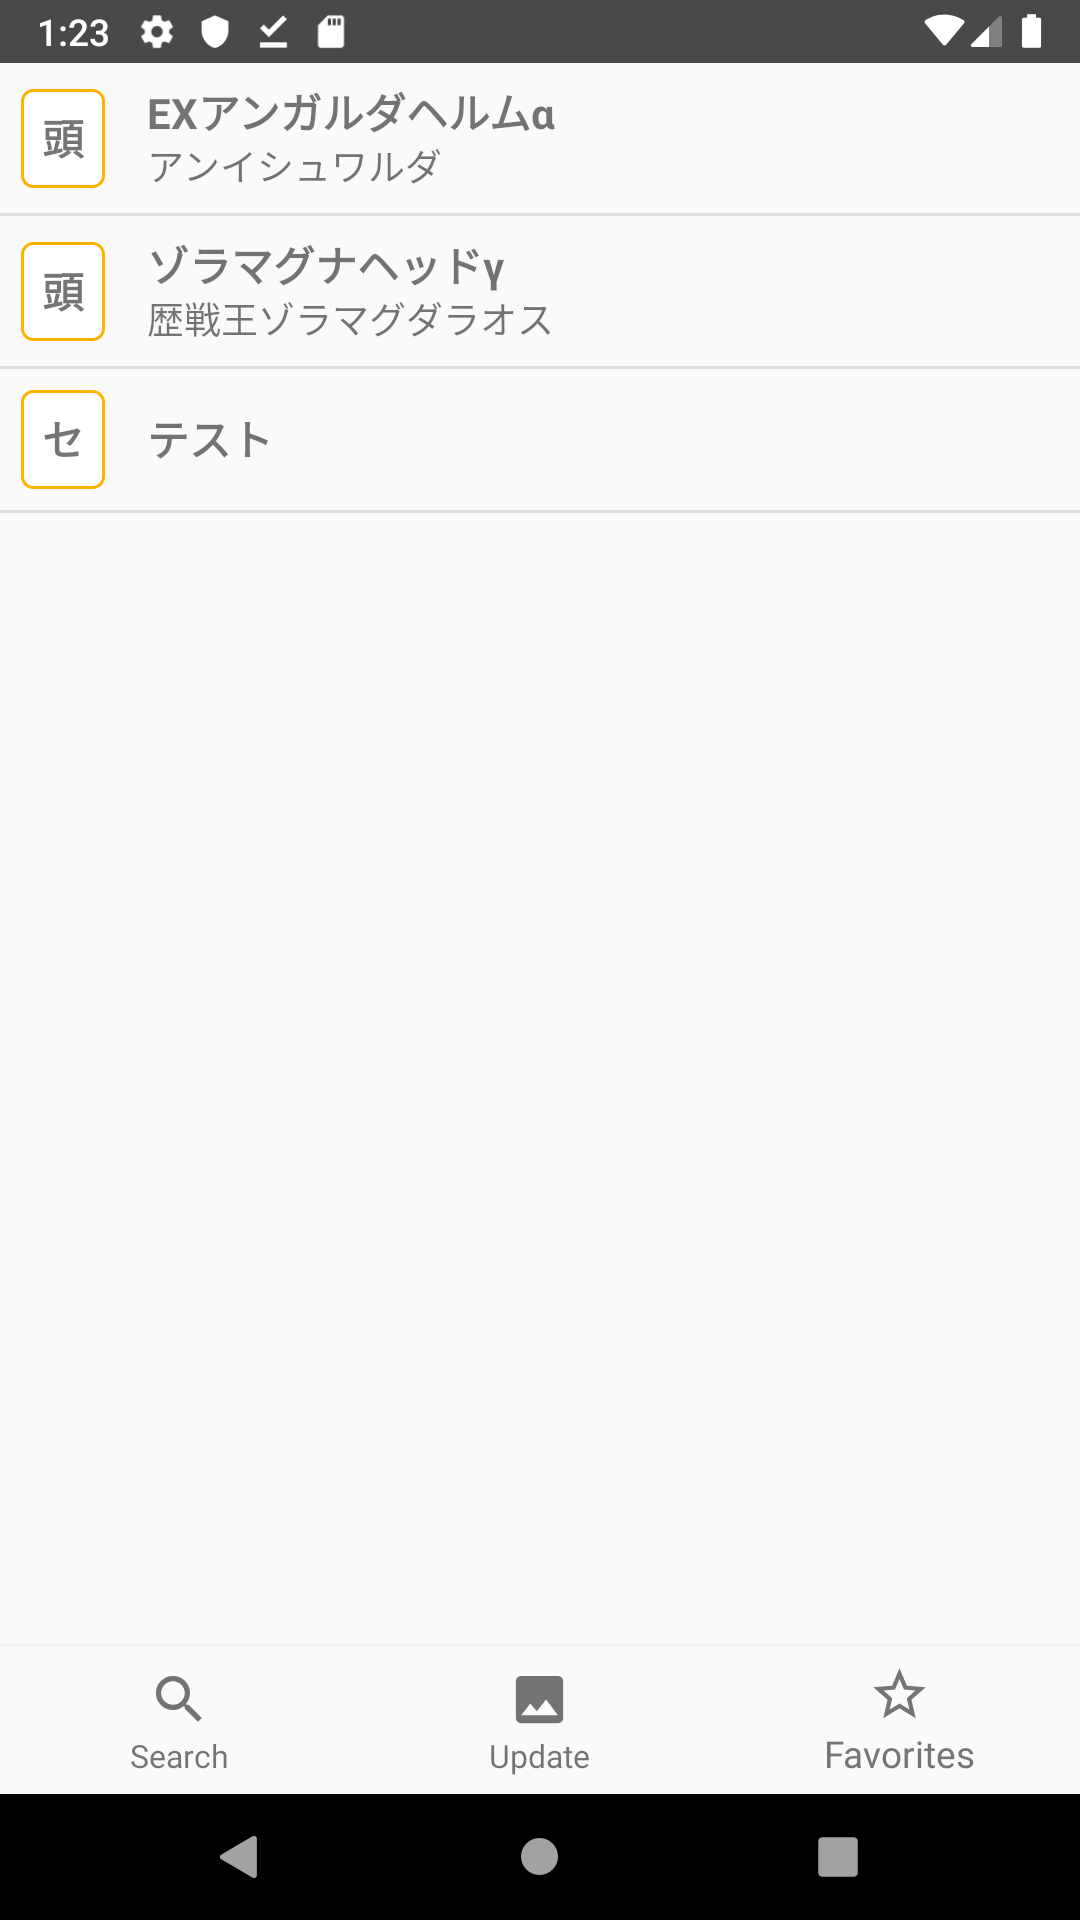 1:23
頭
EXアンガルダヘルムα
アンイシュワルダ
頭
ゾラマグナヘッドγ
歴戦王ゾラマグダラオス
セ
テスト
Search
Update
Favorites